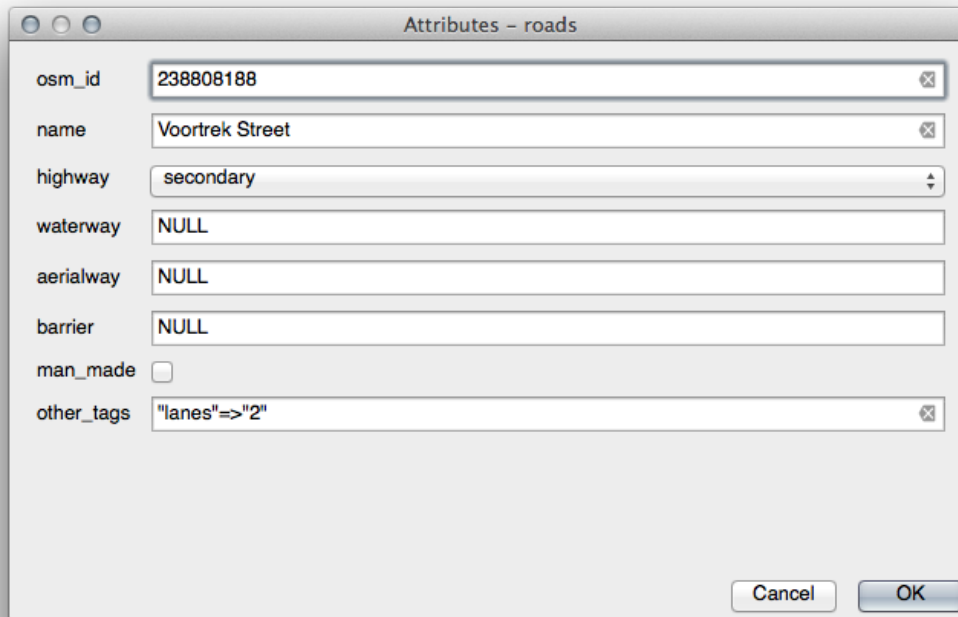 Attributes - roads
osm_id 238808188
name Voortrek Street
highway secondary
waterway NULL
aerialway NULL
barrier NULL
man_made
other_tags "lanes"=>"2"
Cancel OK